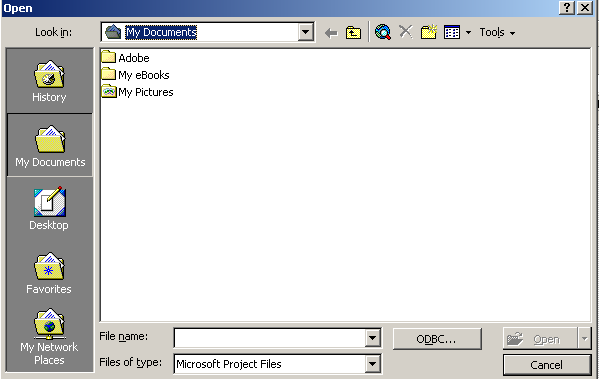 Open
Look in:
My Documents
Tools
History
My Documents
Desktop
Favorites
My Network
Places
Adobe
My eBooks
My Pictures
File name:
ODBC...
Open
Files of type:
Microsoft Project Files
Cancel